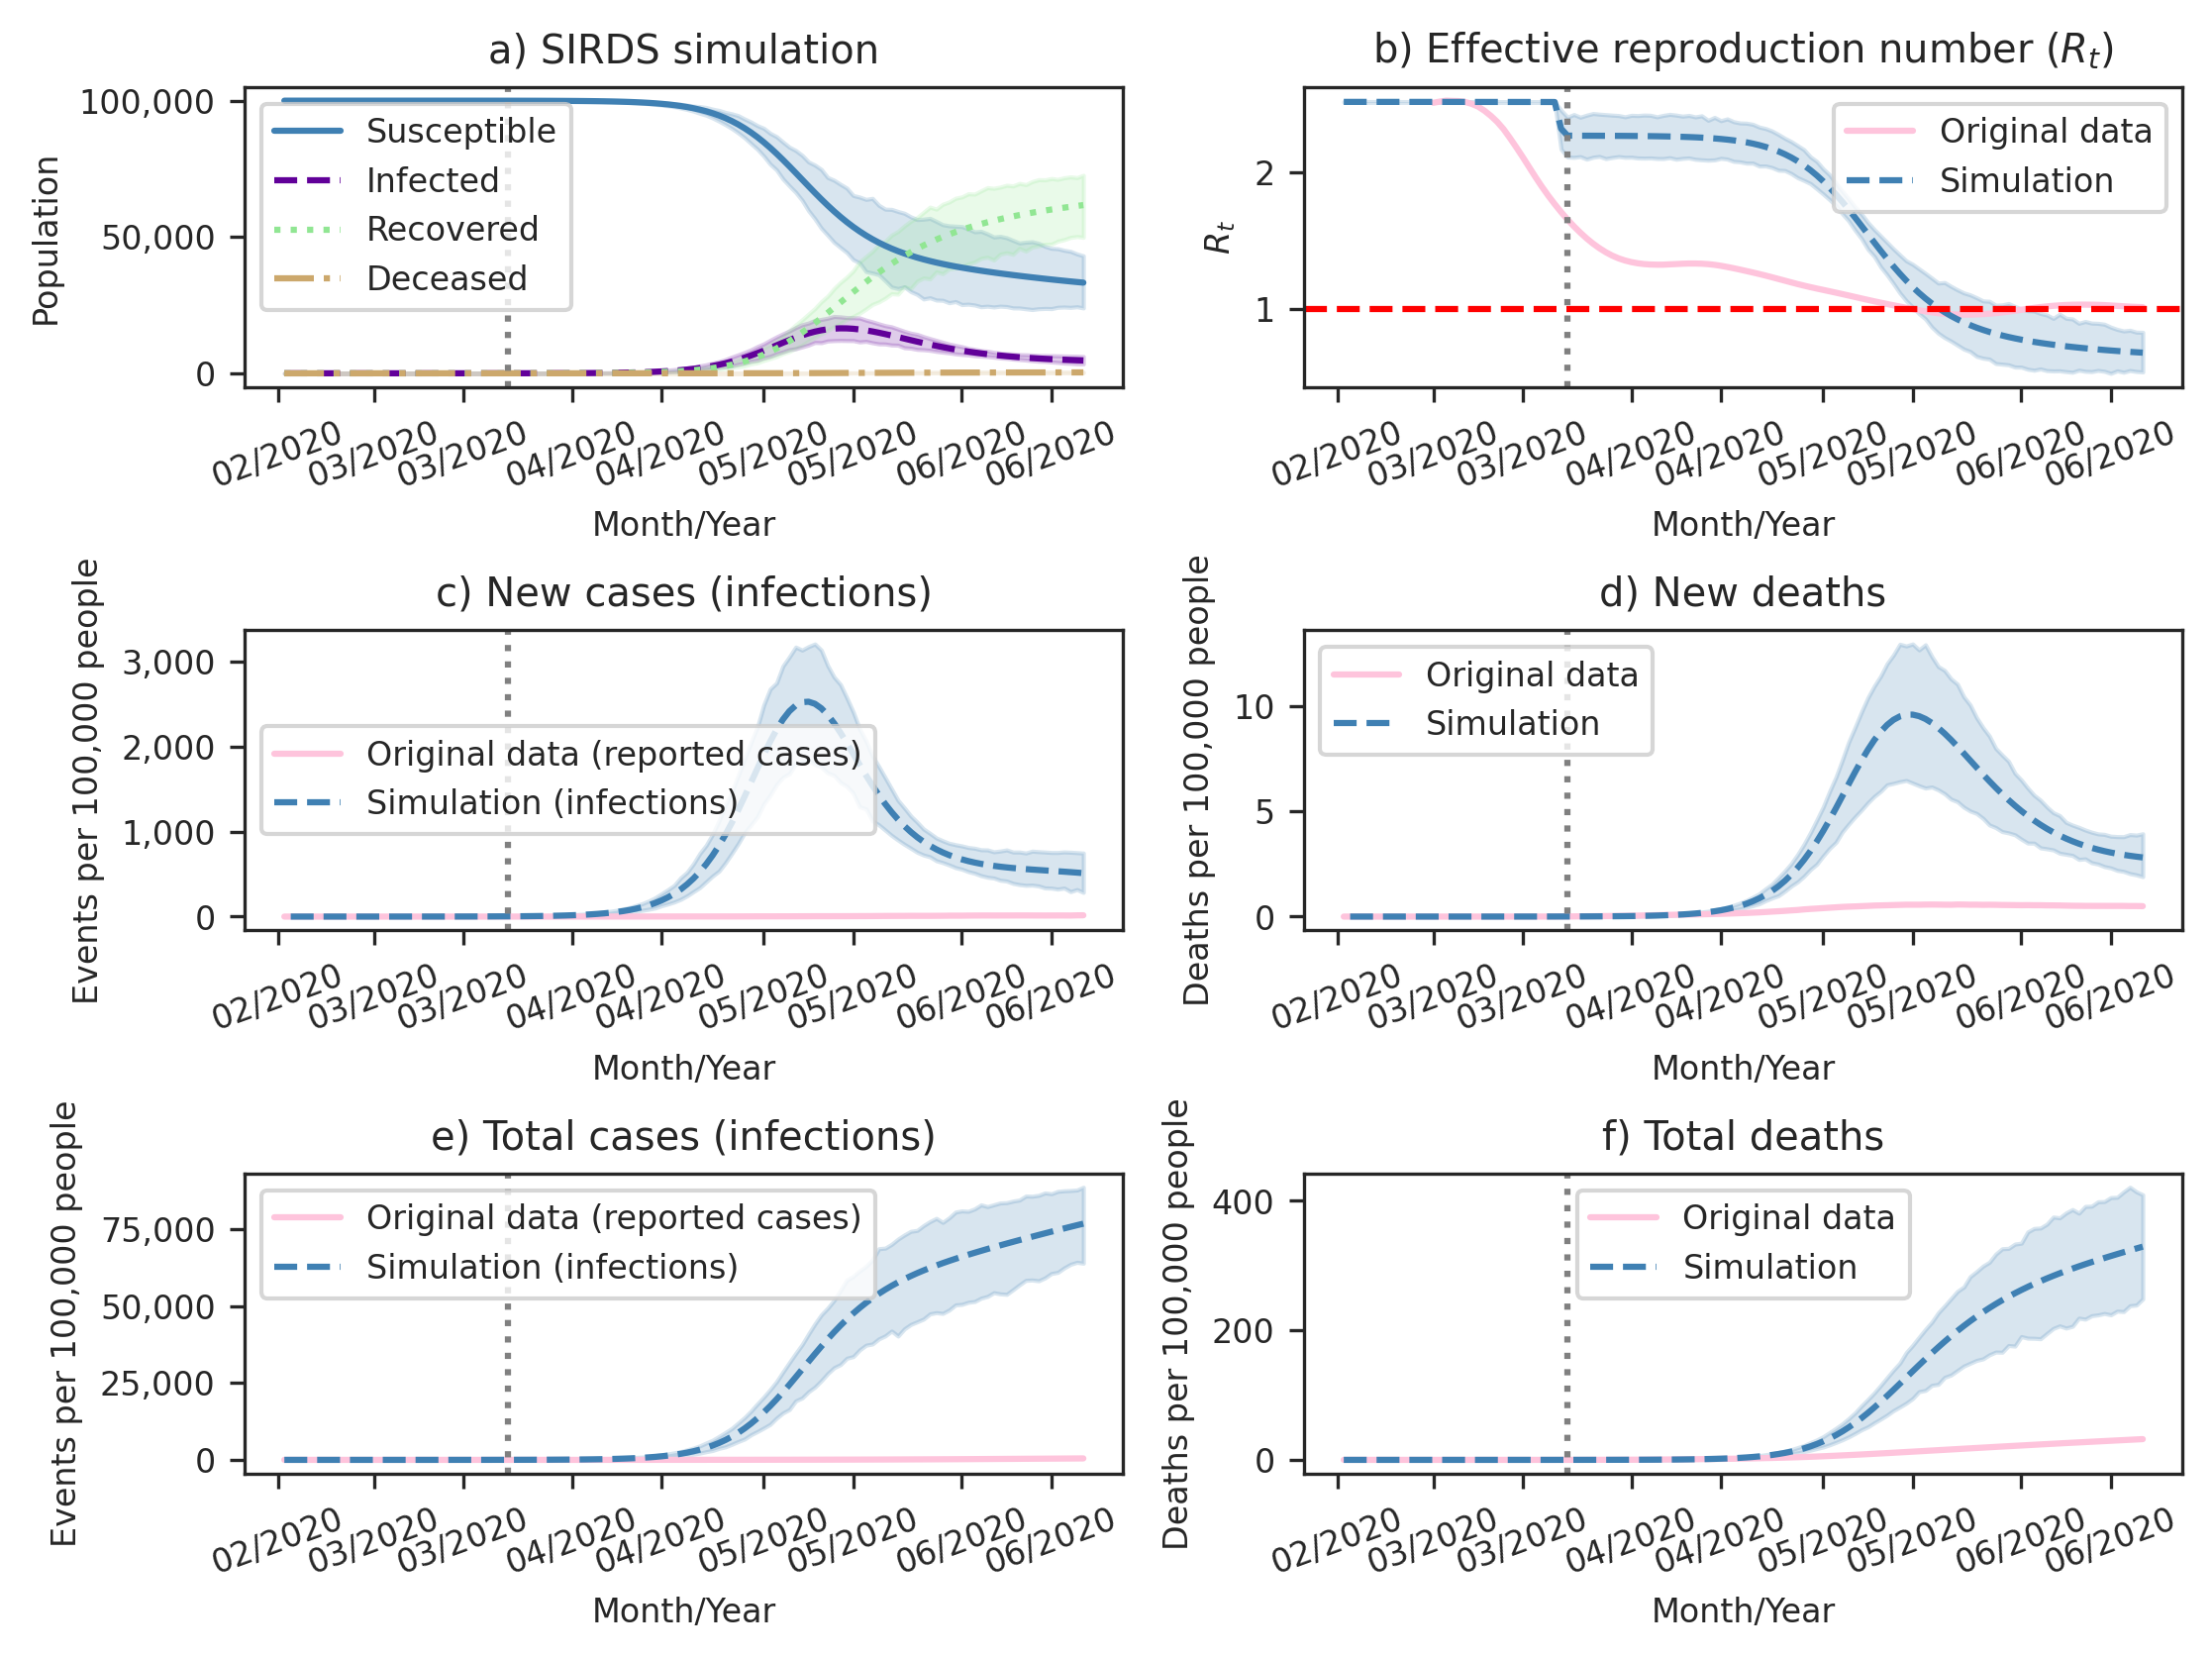 a) SIRDS simulation
Population
100,000
50,000
0
Susceptible
Infected
Recovered
Deceased
02/2020
03/2020
03/2020
04/2020
04/2020
05/2020
05/2020
06/2020
06/2020
Month/Year
b) Effective reproduction number (Rₜ)
Rₜ
2
1
Original data
Simulation
02/2020
03/2020
03/2020
04/2020
04/2020
05/2020
05/2020
06/2020
06/2020
Month/Year
c) New cases (infections)
Events per 100,000 people
3,000
2,000
1,000
0
Original data (reported cases)
Simulation (infections)
02/2020
03/2020
03/2020
04/2020
04/2020
05/2020
05/2020
06/2020
06/2020
Month/Year
d) New deaths
Deaths per 100,000 people
10
5
0
Original data
Simulation
02/2020
03/2020
03/2020
04/2020
04/2020
05/2020
05/2020
06/2020
06/2020
Month/Year
e) Total cases (infections)
Events per 100,000 people
75,000
50,000
25,000
0
Original data (reported cases)
Simulation (infections)
02/2020
03/2020
03/2020
04/2020
04/2020
05/2020
05/2020
06/2020
06/2020
Month/Year
f) Total deaths
Deaths per 100,000 people
400
200
0
Original data
Simulation
02/2020
03/2020
03/2020
04/2020
04/2020
05/2020
05/2020
06/2020
06/2020
Month/Year